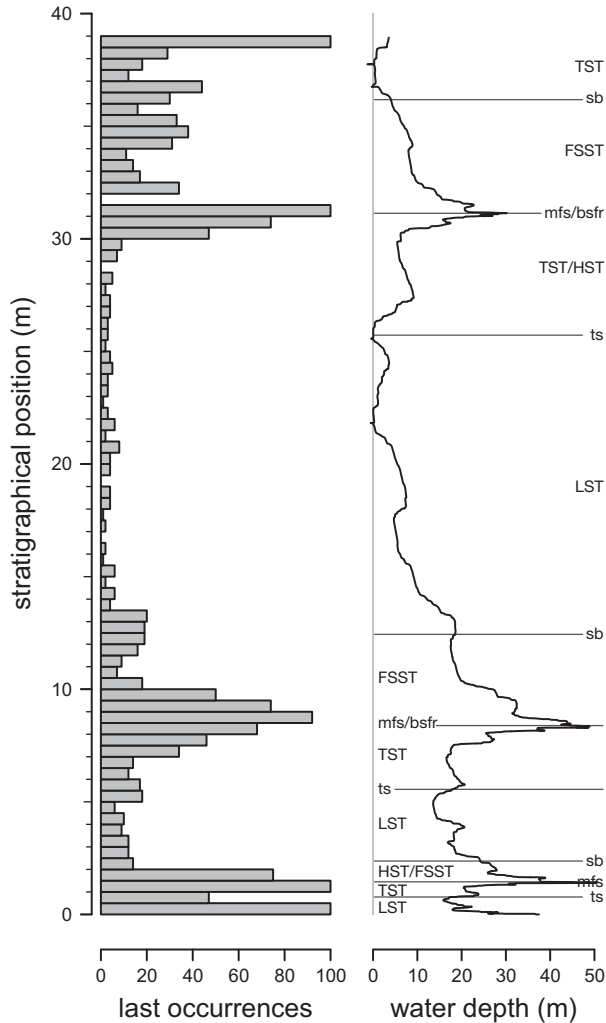 40
30
20
10
0
stratigraphical position (m)
0 20 40 60 80 100
last occurrences
TST
sb
FSST
mfs/bsfr
TST/HST
ts
LST
sb
FSST
mfs/bsfr
TST
ts
LST
sb
HST/FSST
mfs
TST
ts
LST
0 10 20 30 40 50
water depth (m)